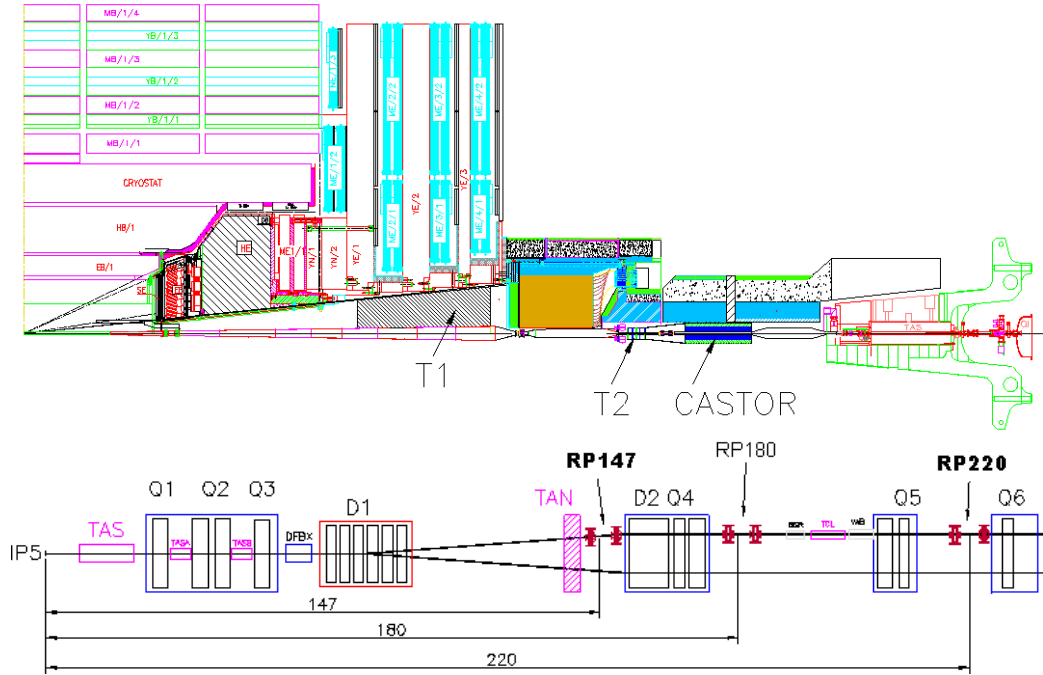 MB/1/4
YB/1/3
MB/1/3
YB/1/2
MB/1/2
YB/1/1
MB/1/1
CRYOSTAT
HB/1
EB/1
SE
HE
ME1/1
YN/1
YN/2
YE/1
ME/1/3
ME/1/2
ME/2/2
ME/2/1
YE/2
ME/3/2
ME/3/1
YE/3
ME/4/2
ME/4/1
TAS
Q1
T1
T2
CASTOR
RP147
RP180
RP220
Q1
Q2
Q3
D1
TAN
D2
Q4
Q5
Q6
TAS
TASA
TASB
DFBx
TCL
IP5
147
180
220